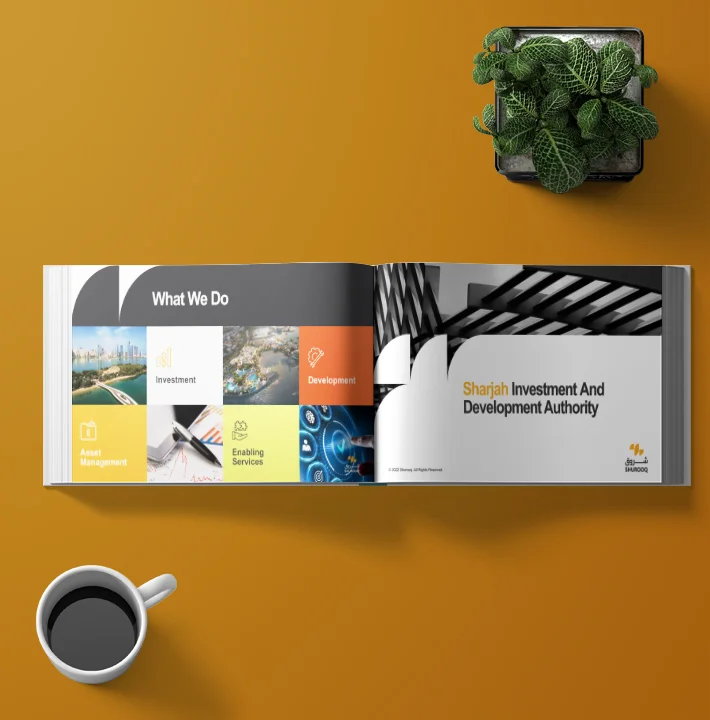 What We Do
Investment
Development
Asset
Management
Enabling
Services
Sharjah Investment And
Development Authority
© 2022 Shurooq. All Rights Reserved.
شروق
SHUROOQ